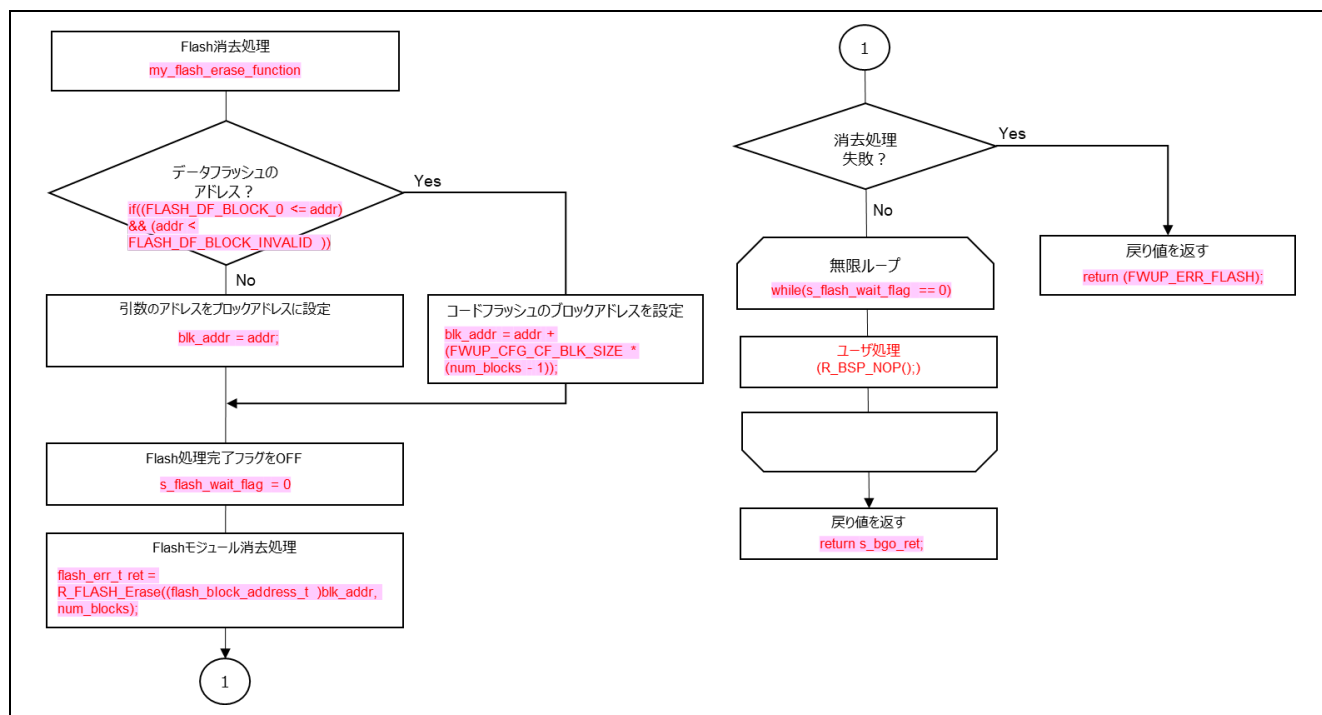 Flash消去処理
my_flash_erase_function
データフラッシュの
アドレス？
if((FLASH_DF_BLOCK_0 <= addr)
&& (addr <
FLASH_DF_BLOCK_INVALID ))
Yes
No
引数のアドレスをブロックアドレスに設定
blk_addr = addr;
コードフラッシュのブロックアドレスを設定
blk_addr = addr +
(FWUP_CFG_CF_BLK_SIZE *
(num_blocks - 1));
Flash処理完了フラグをOFF
s_flash_wait_flag = 0
Flashモジュール消去処理
flash_err_t ret =
R_FLASH_Erase((flash_block_address_t )blk_addr,
num_blocks);
1
1
消去処理
失敗？
Yes
No
戻り値を返す
return (FWUP_ERR_FLASH);
無限ループ
while(s_flash_wait_flag == 0)
ユーザ処理
(R_BSP_NOP();)
戻り値を返す
return s_bgo_ret;